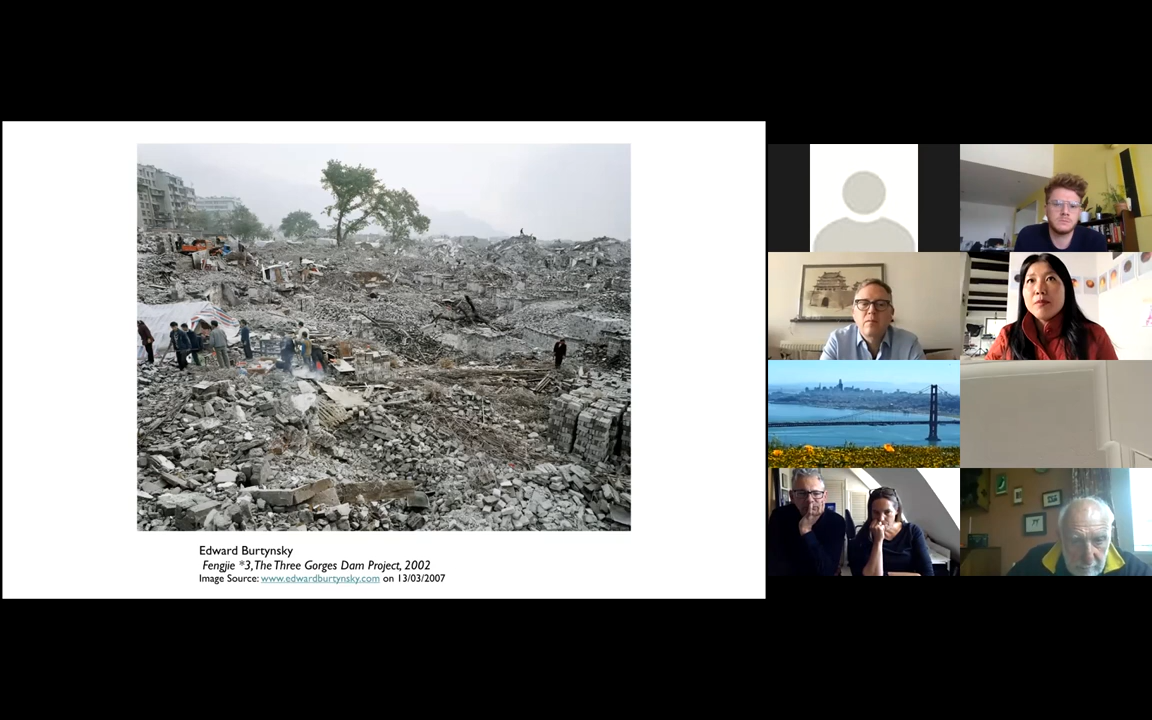 Edward Burtynsky
Fengjie *3,The Three Gorges Dam Project, 2002
Image Source: www.edwardburtynsky.com on 13/03/2007